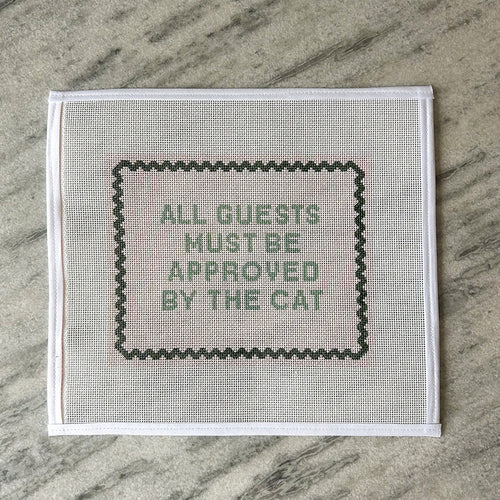 ALL GUESTS
MUST BE
APPROVED
BY THE CAT